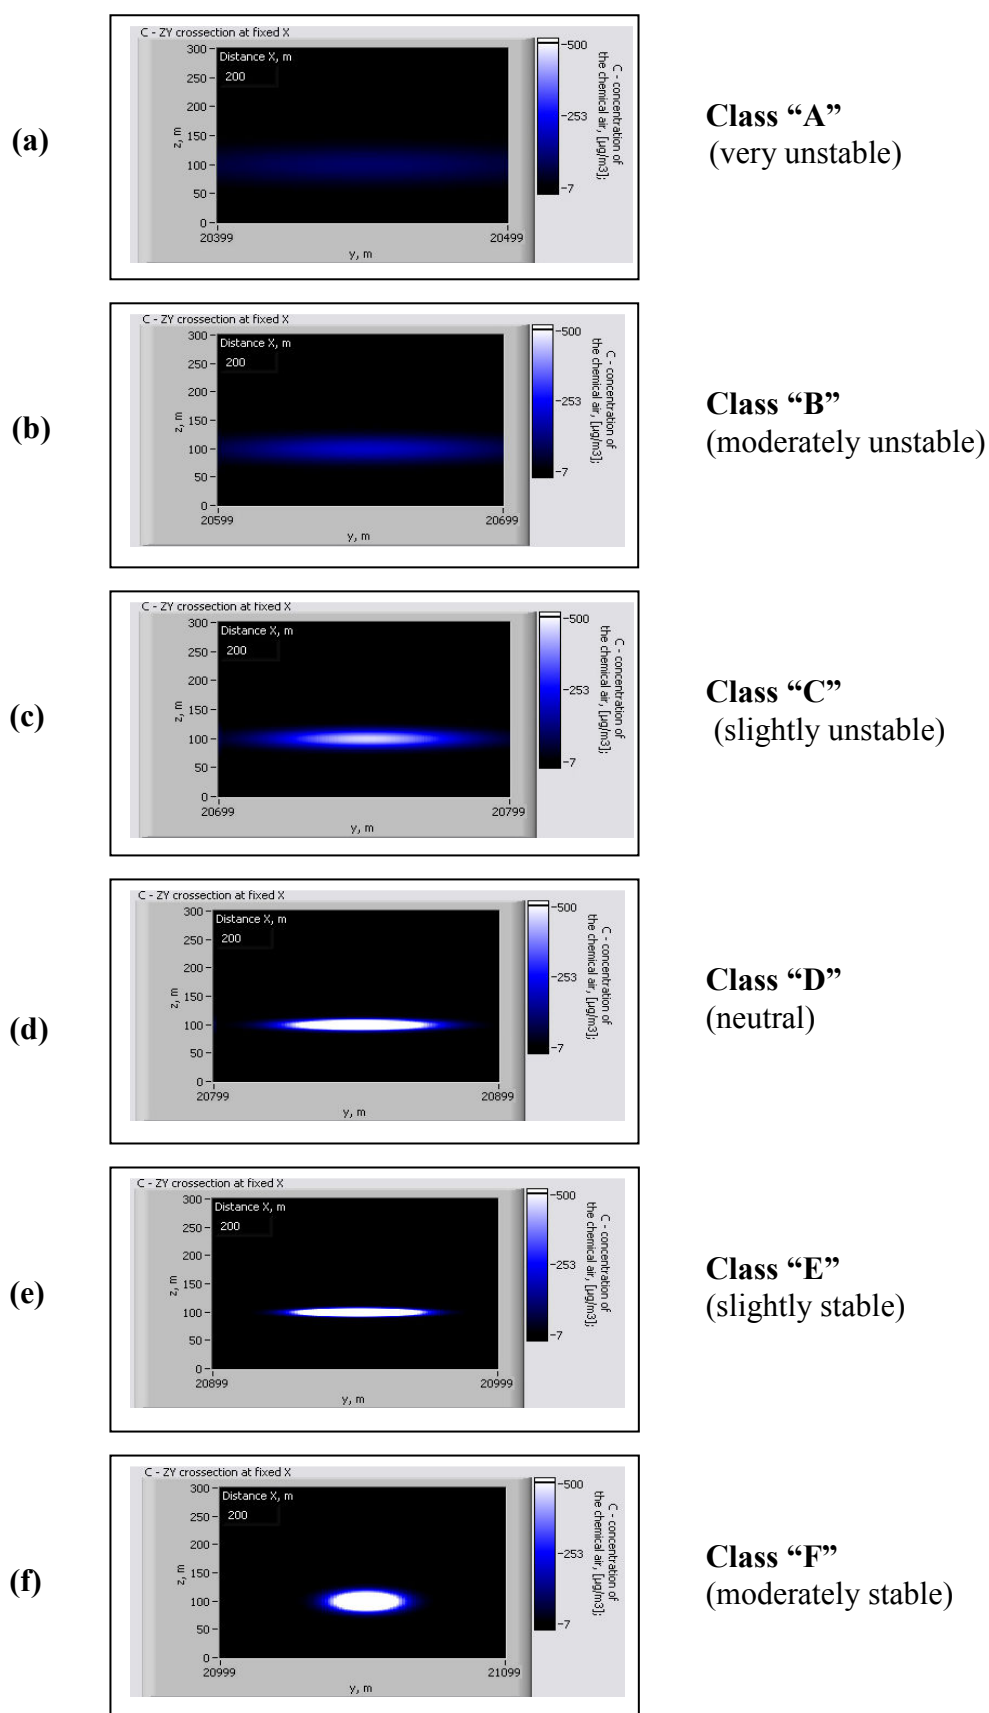 (a)
C - ZY crossection at fixed X
Distance X, m
200
300
250
200
150
100
50
0
z, m
20399
20499
y, m
500
253
7
C - concentration of
the chemical air, [µg/m3];
Class “A”
(very unstable)
(b)
C - ZY crossection at fixed X
Distance X, m
200
300
250
200
150
100
50
0
z, m
20599
20699
y, m
500
253
7
C - concentration of
the chemical air, [µg/m3];
Class “B”
(moderately unstable)
(c)
C - ZY crossection at fixed X
Distance X, m
200
300
250
200
150
100
50
0
z, m
20699
20799
y, m
500
253
7
C - concentration of
the chemical air, [µg/m3];
Class “C”
(slightly unstable)
(d)
C - ZY crossection at fixed X
Distance X, m
200
300
250
200
150
100
50
0
z, m
20799
20899
y, m
500
253
7
C - concentration of
the chemical air, [µg/m3];
Class “D”
(neutral)
(e)
C - ZY crossection at fixed X
Distance X, m
200
300
250
200
150
100
50
0
z, m
20899
20999
y, m
500
253
7
C - concentration of
the chemical air, [µg/m3];
Class “E”
(slightly stable)
(f)
C - ZY crossection at fixed X
Distance X, m
200
300
250
200
150
100
50
0
z, m
20999
21099
y, m
500
253
7
C - concentration of
the chemical air, [µg/m3];
Class “F”
(moderately stable)